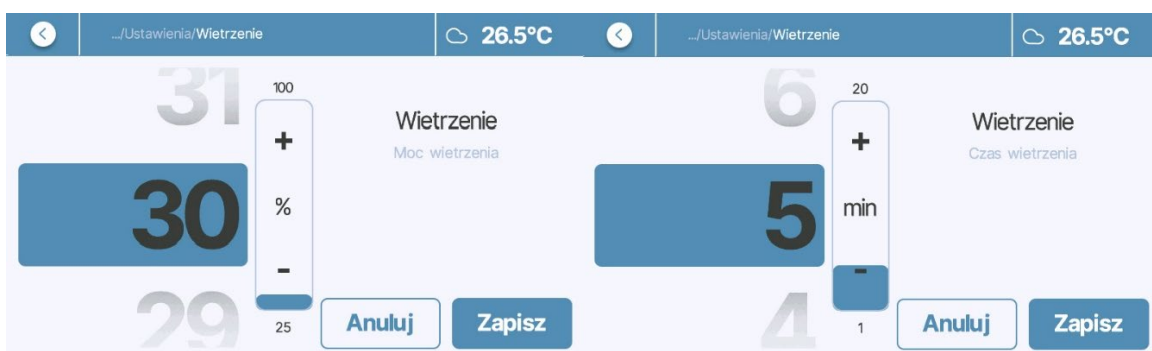 .../Ustawienia/Wietrzenie
26.5°C
31
100
+
Wietrzenie
Moc wietrzenia
30
%
-
29
25
Anuluj
Zapisz
.../Ustawienia/Wietrzenie
26.5°C
6
20
+
Wietrzenie
Czas wietrzenia
5
min
-
4
1
Anuluj
Zapisz